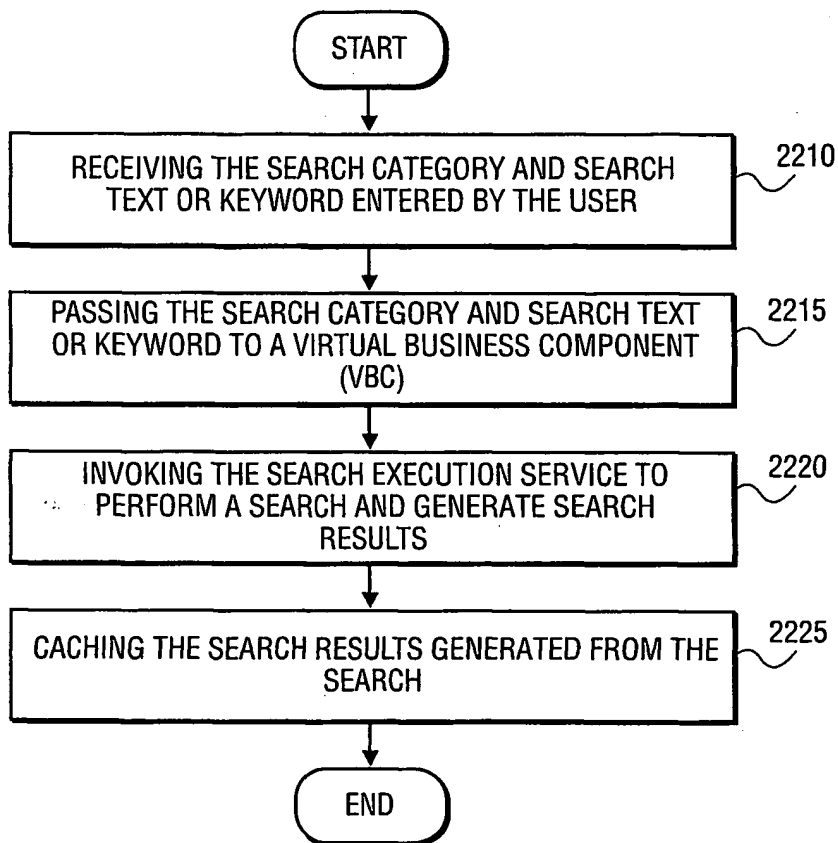 START
RECEIVING THE SEARCH CATEGORY AND SEARCH
TEXT OR KEYWORD ENTERED BY THE USER
2210
PASSING THE SEARCH CATEGORY AND SEARCH TEXT
OR KEYWORD TO A VIRTUAL BUSINESS COMPONENT
(VBC)
2215
INVOKING THE SEARCH EXECUTION SERVICE TO
PERFORM A SEARCH AND GENERATE SEARCH
RESULTS
2220
CACHING THE SEARCH RESULTS GENERATED FROM THE
SEARCH
2225
END